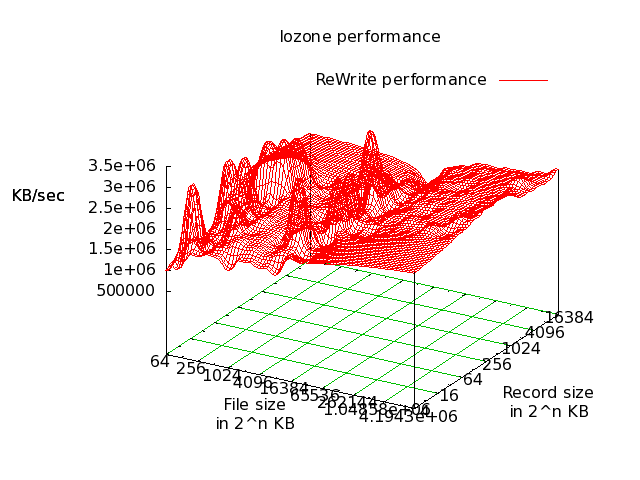 Iozone performance
ReWrite performance
3.5e+06
3e+06
KB/sec
2.5e+06
2e+06
1.5e+06
1e+06
500000
16384
4096
1024
256
64
16
4
64
256
1024
4096
16384
65536
262144
1.04858e+06
4.1943e+06
File size
in 2^n KB
Record size
in 2^n KB